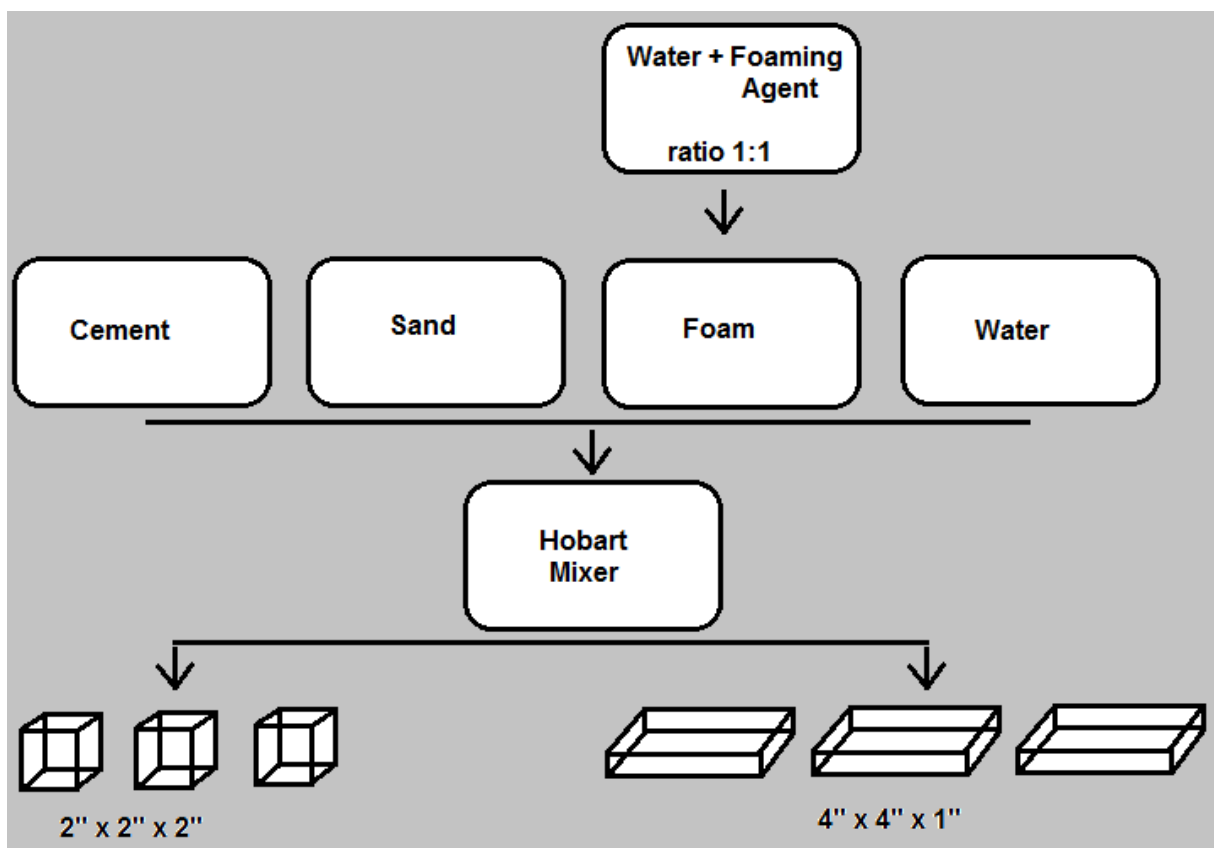 Water + Foaming
Agent
ratio 1:1
Cement
Sand
Foam
Water
Hobart
Mixer
2" x 2" x 2"
4" x 4" x 1"